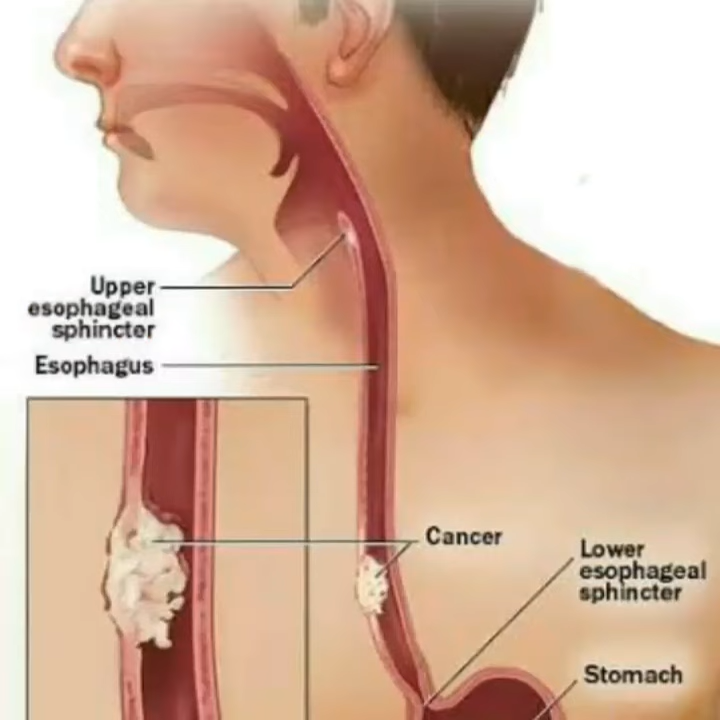 Upper
esophageal
sphincter
Esophagus
Cancer
Lower
esophageal
sphincter
Stomach